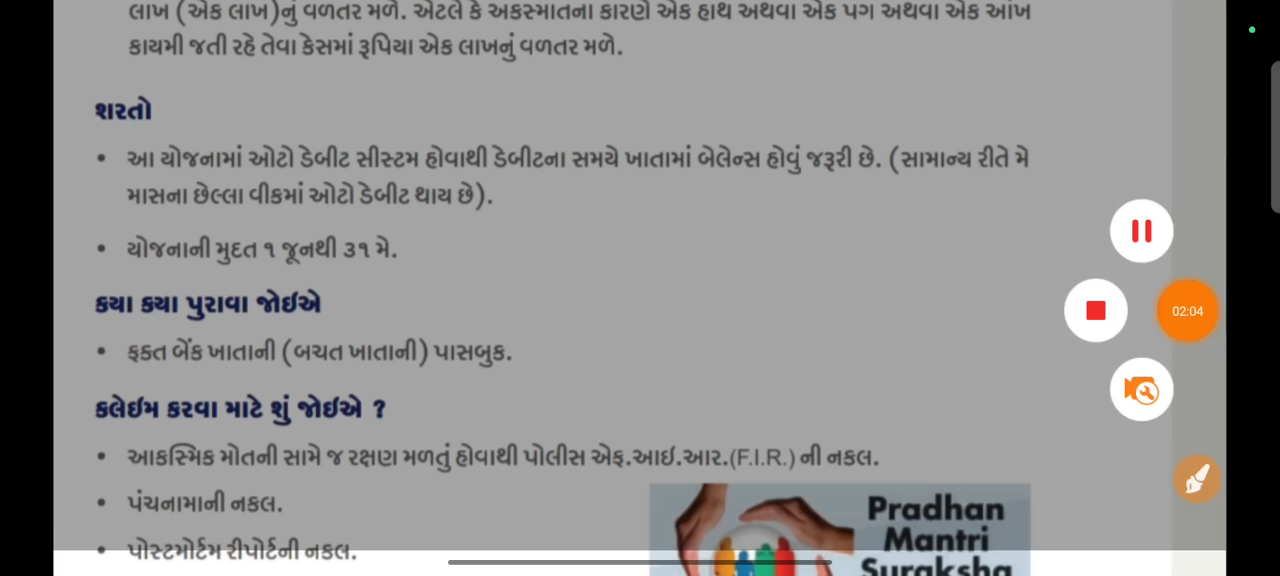 લાખ (એક લાખ)નું વળતર મળે. એટલે કે અકસ્માતના કારણે એક હાથ અથવા એક પગ અથવા એક આંખ
કાયમી જતી રહે તેવા કેસમાં રૂપિયા એક લાખનું વળતર મળે.
શરતો
• આ યોજનામાં ઓટો ડેબીટ સીસ્ટમ હોવાથી ડેબીટના સમયે ખાતામાં બેલેન્સ હોવું જરૂરી છે. (સામાન્ય રીતે મે
માસના છેલ્લા વીકમાં ઓટો ડેબીટ થાય છે).
• યોજનાની મુદત ૧ જૂનથી ૩૧ મે.
કયા કયા પુરાવા જોઈએ
• ફક્ત બેંક ખાતાની (બચત ખાતાની) પાસબુક.
કલેઈમ કરવા માટે શું જોઈએ ?
• આકસ્મિક મોતની સામે જ રક્ષણ મળતું હોવાથી પોલીસ એફ.આઈ.આર.(F.I.R.) ની નકલ.
• પંચનામાની નકલ.
• પોસ્ટમોર્ટમ રીપોર્ટની નકલ.
Pradhan
Mantri
Suraksha
02:04